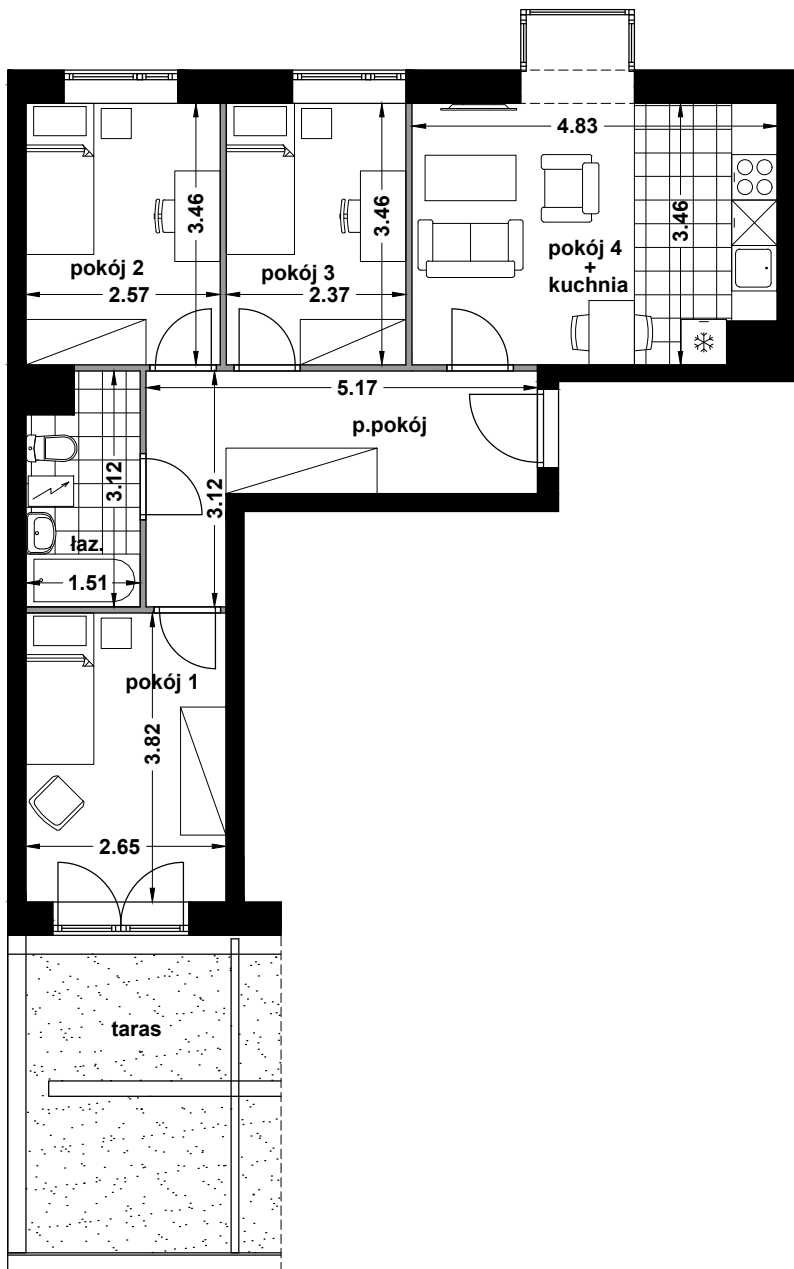 4.83
3.46
3.46
3.46
pokój 2
2.57
pokój 3
2.37
pokój 4
+
kuchnia
5.17
p.pokój
3.12
3.12
łaz.
1.51
pokój 1
3.82
2.65
taras